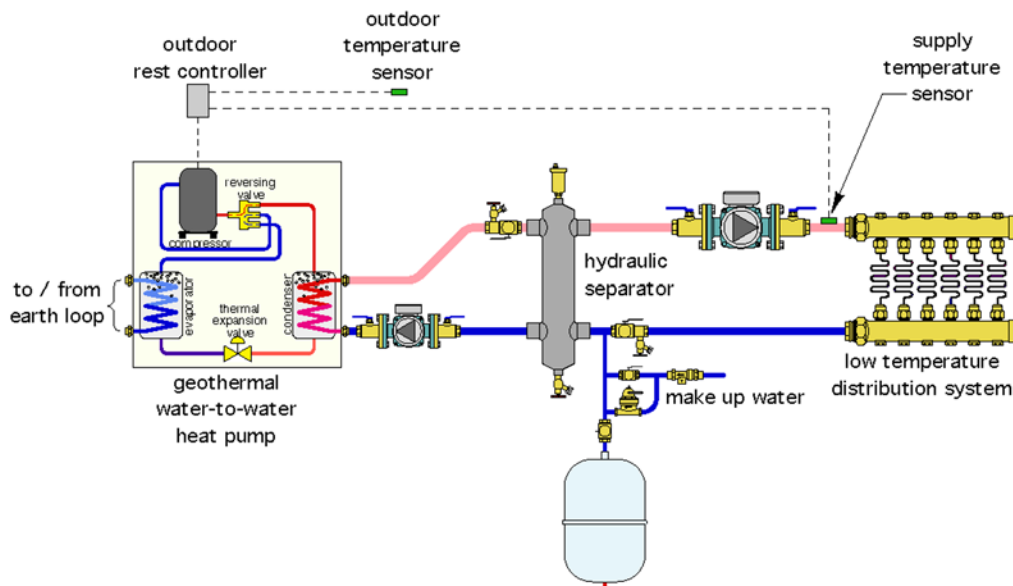 outdoor
rest controller
outdoor
temperature
sensor
supply
temperature
sensor
reversing
valve
compressor
to / from
earth loop
evaporator
thermal
expansion
valve
condenser
hydraulic
separator
geothermal
water-to-water
heat pump
make up water
low temperature
distribution system